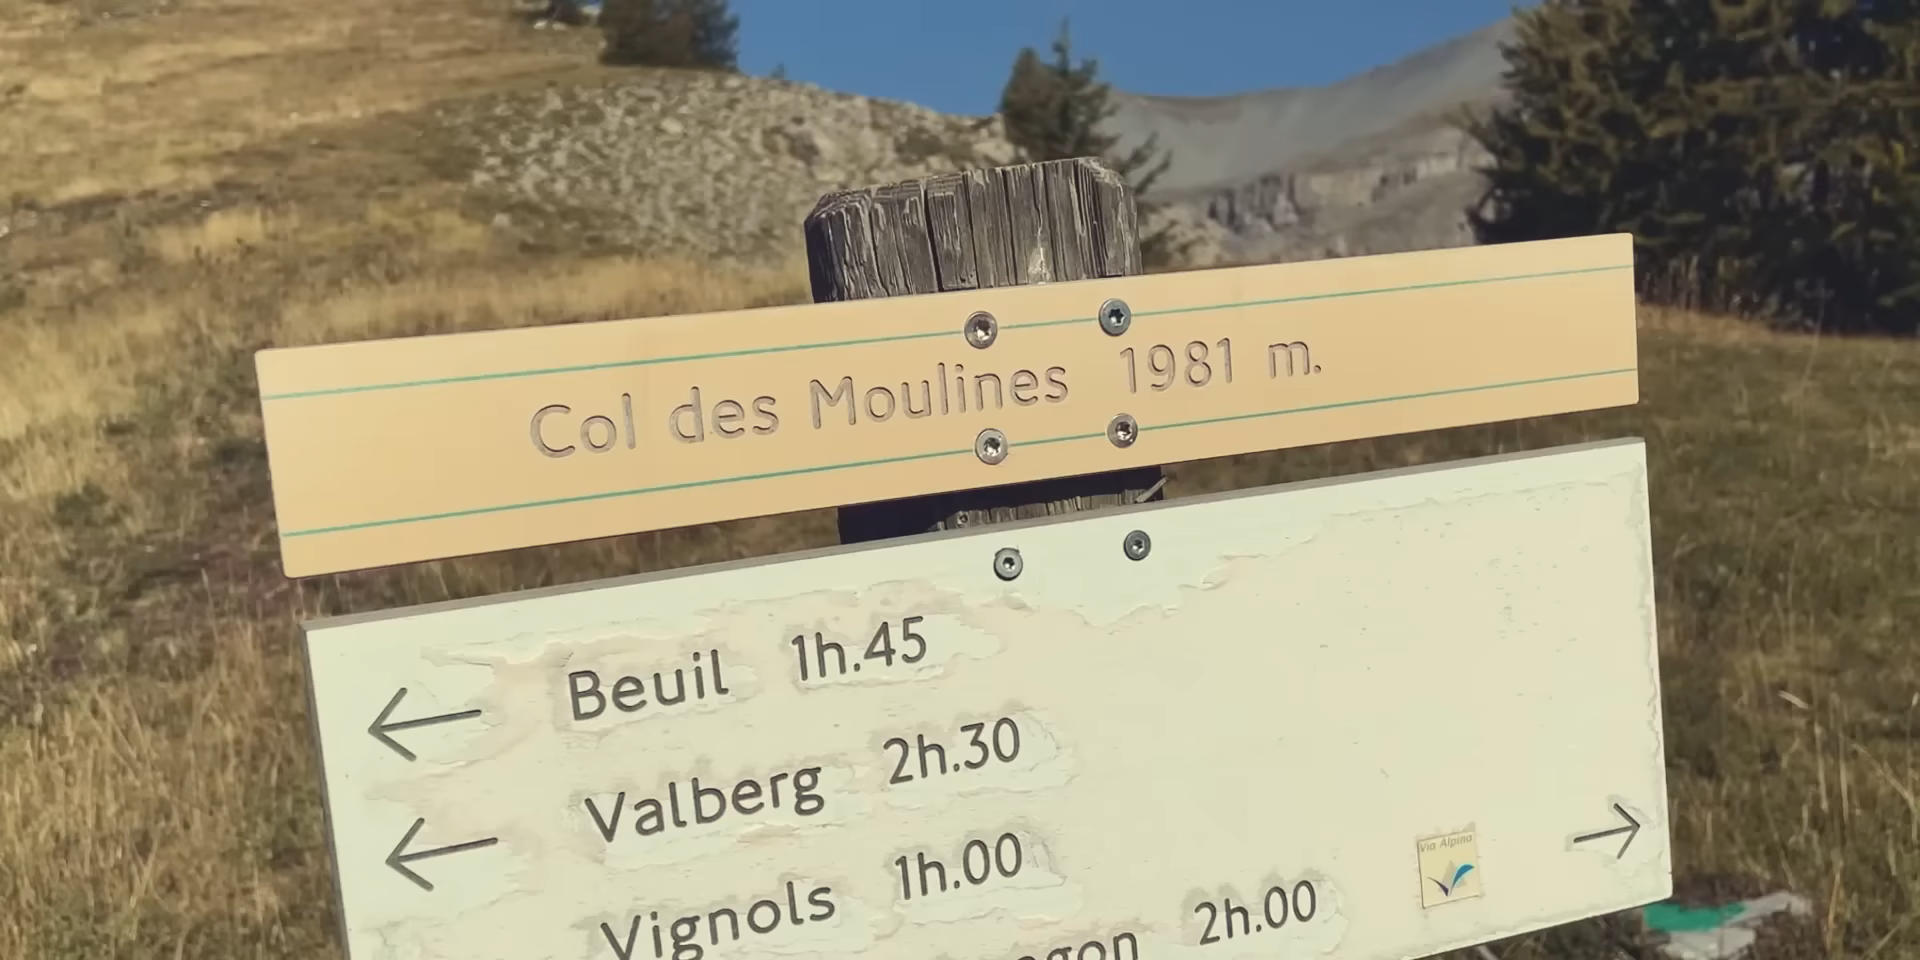 Col des Moulines 1981 m.
Beuil 1h.45
Valberg 2h.30
Vignols 1h.00
2h.00
Via Alpina